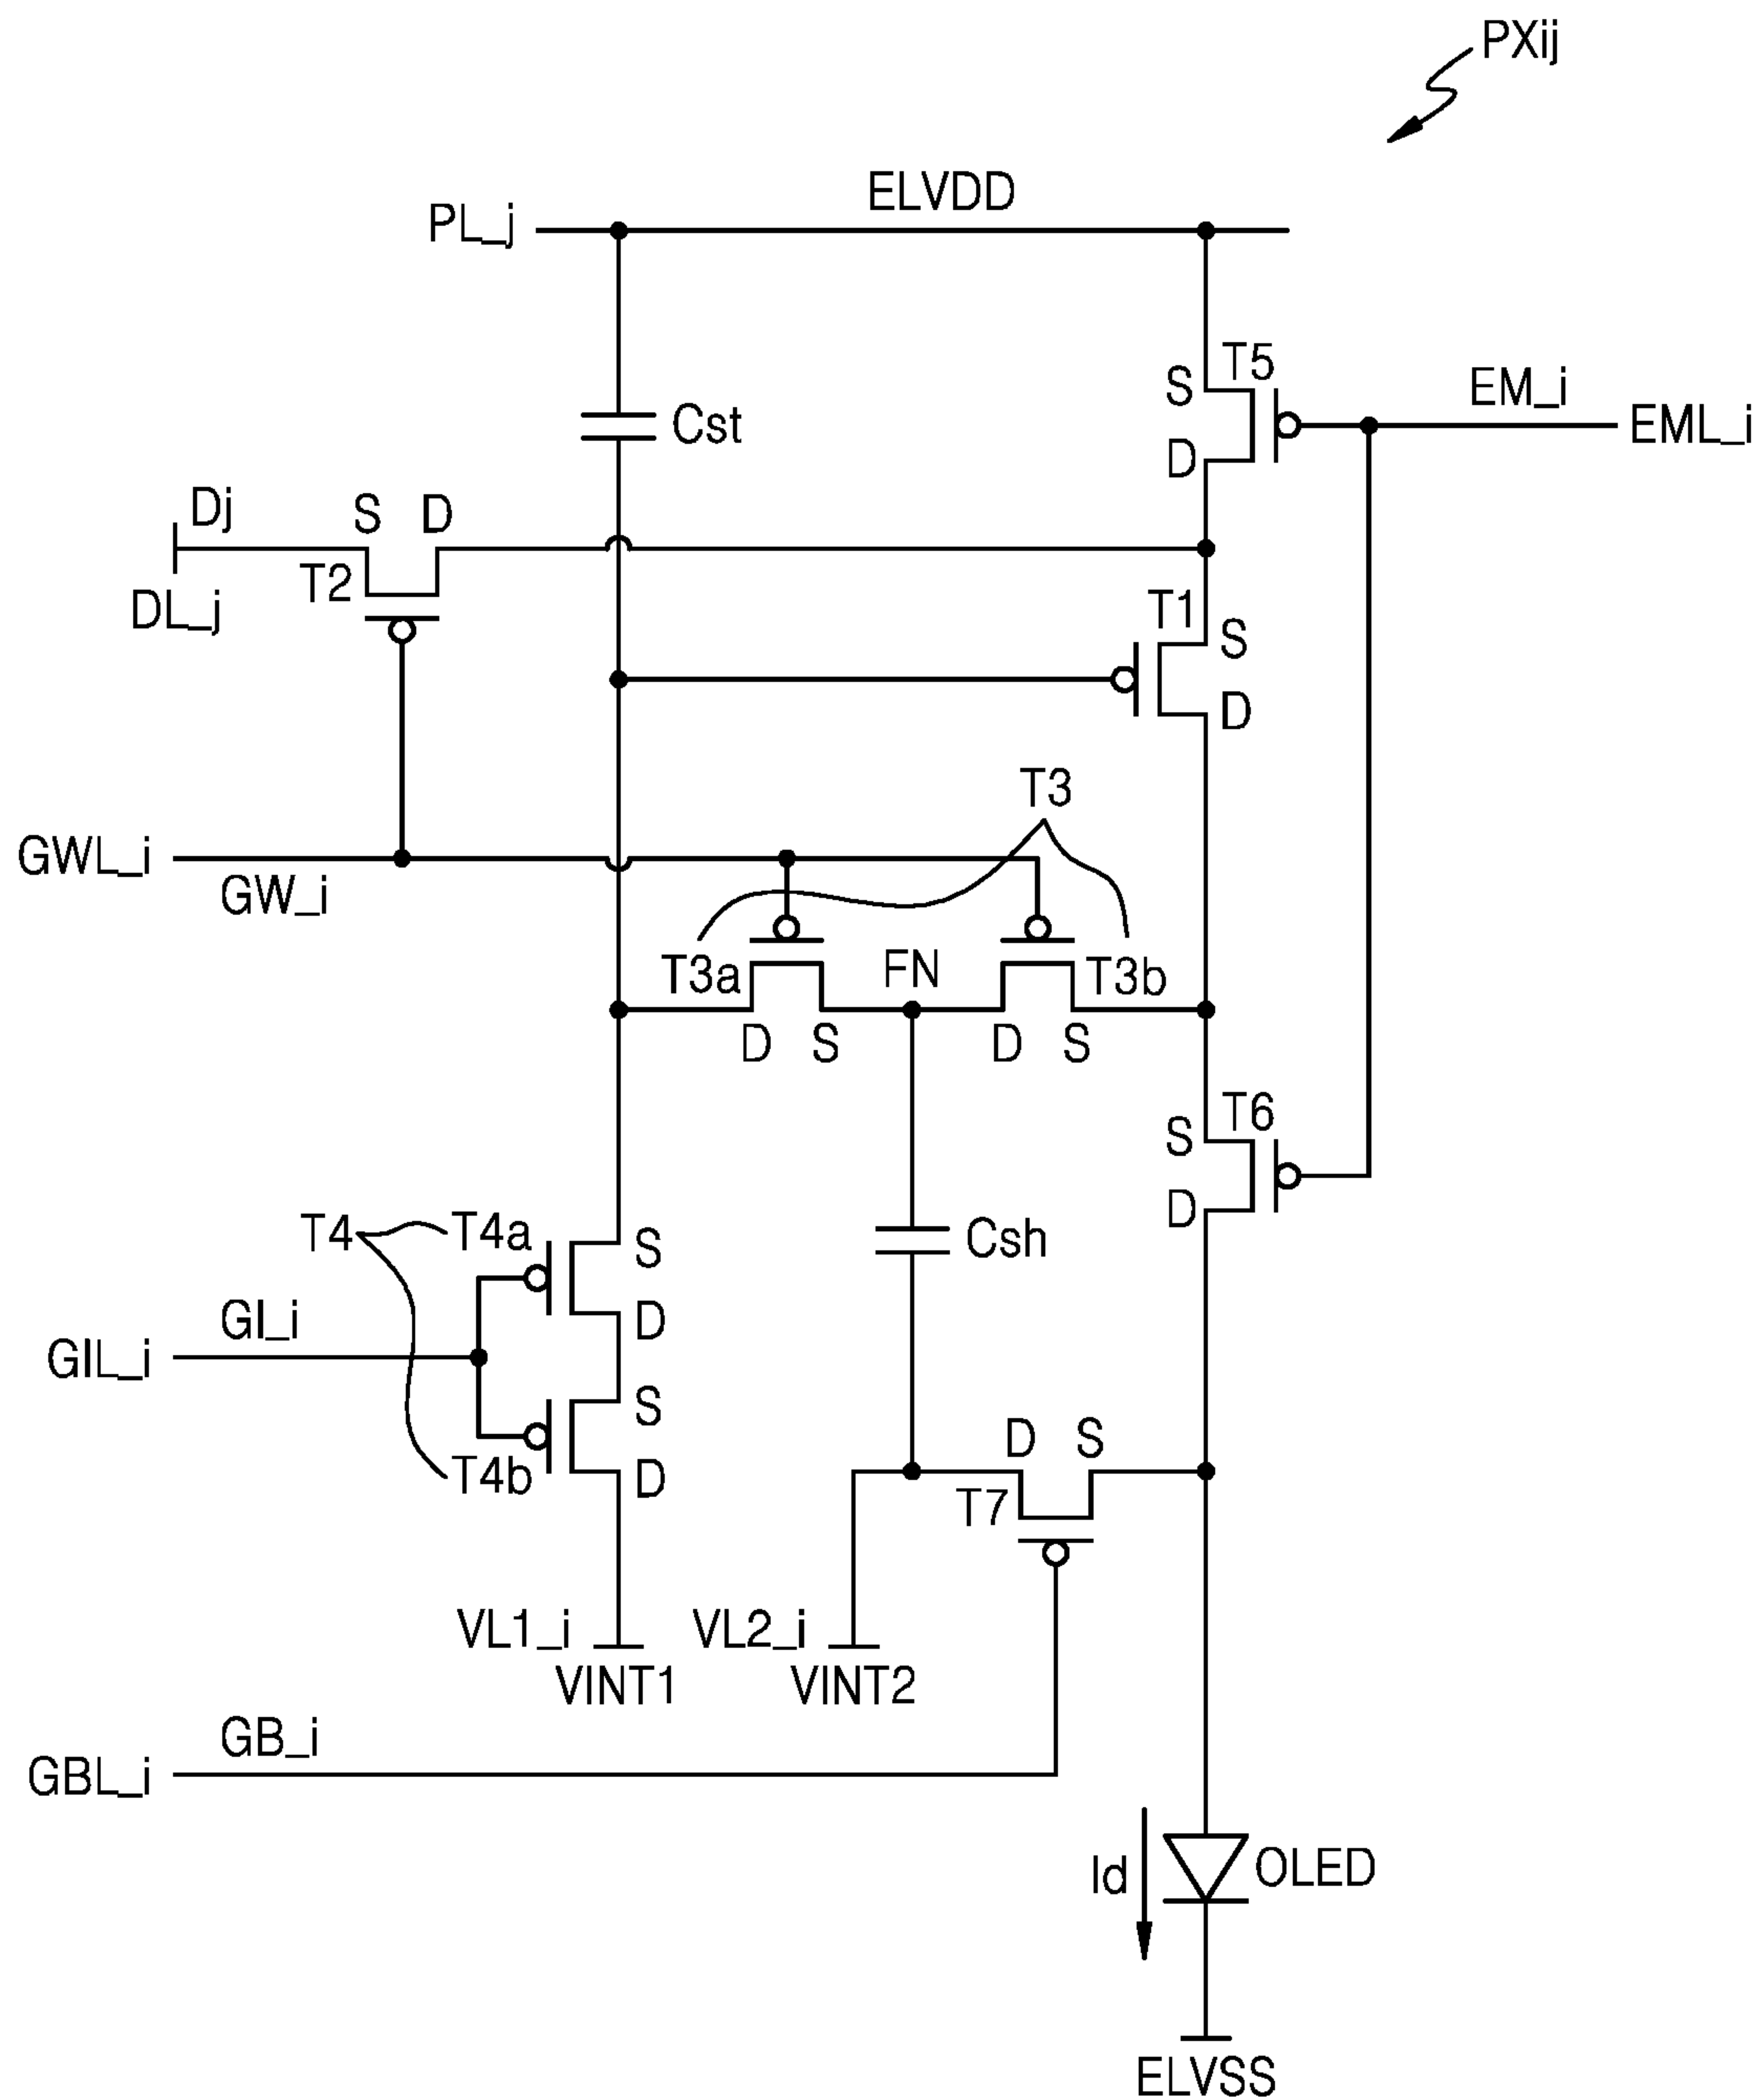 PXij
ELVDD
PL_j
T5
S
EM_i
EML_i
Cst
D
Dj
S D
T2
DL_j
T1
S
D
T3
GWL_i
GW_i
T3a
FN
T3b
D S
D S
T6
S
D
T4
T4a
S
Csh
GI_i
D
GIL_i
S
D S
T4b
D
T7
VL1_i
VL2_i
VINT1
VINT2
GB_i
GBL_i
Id
OLED
ELVSS